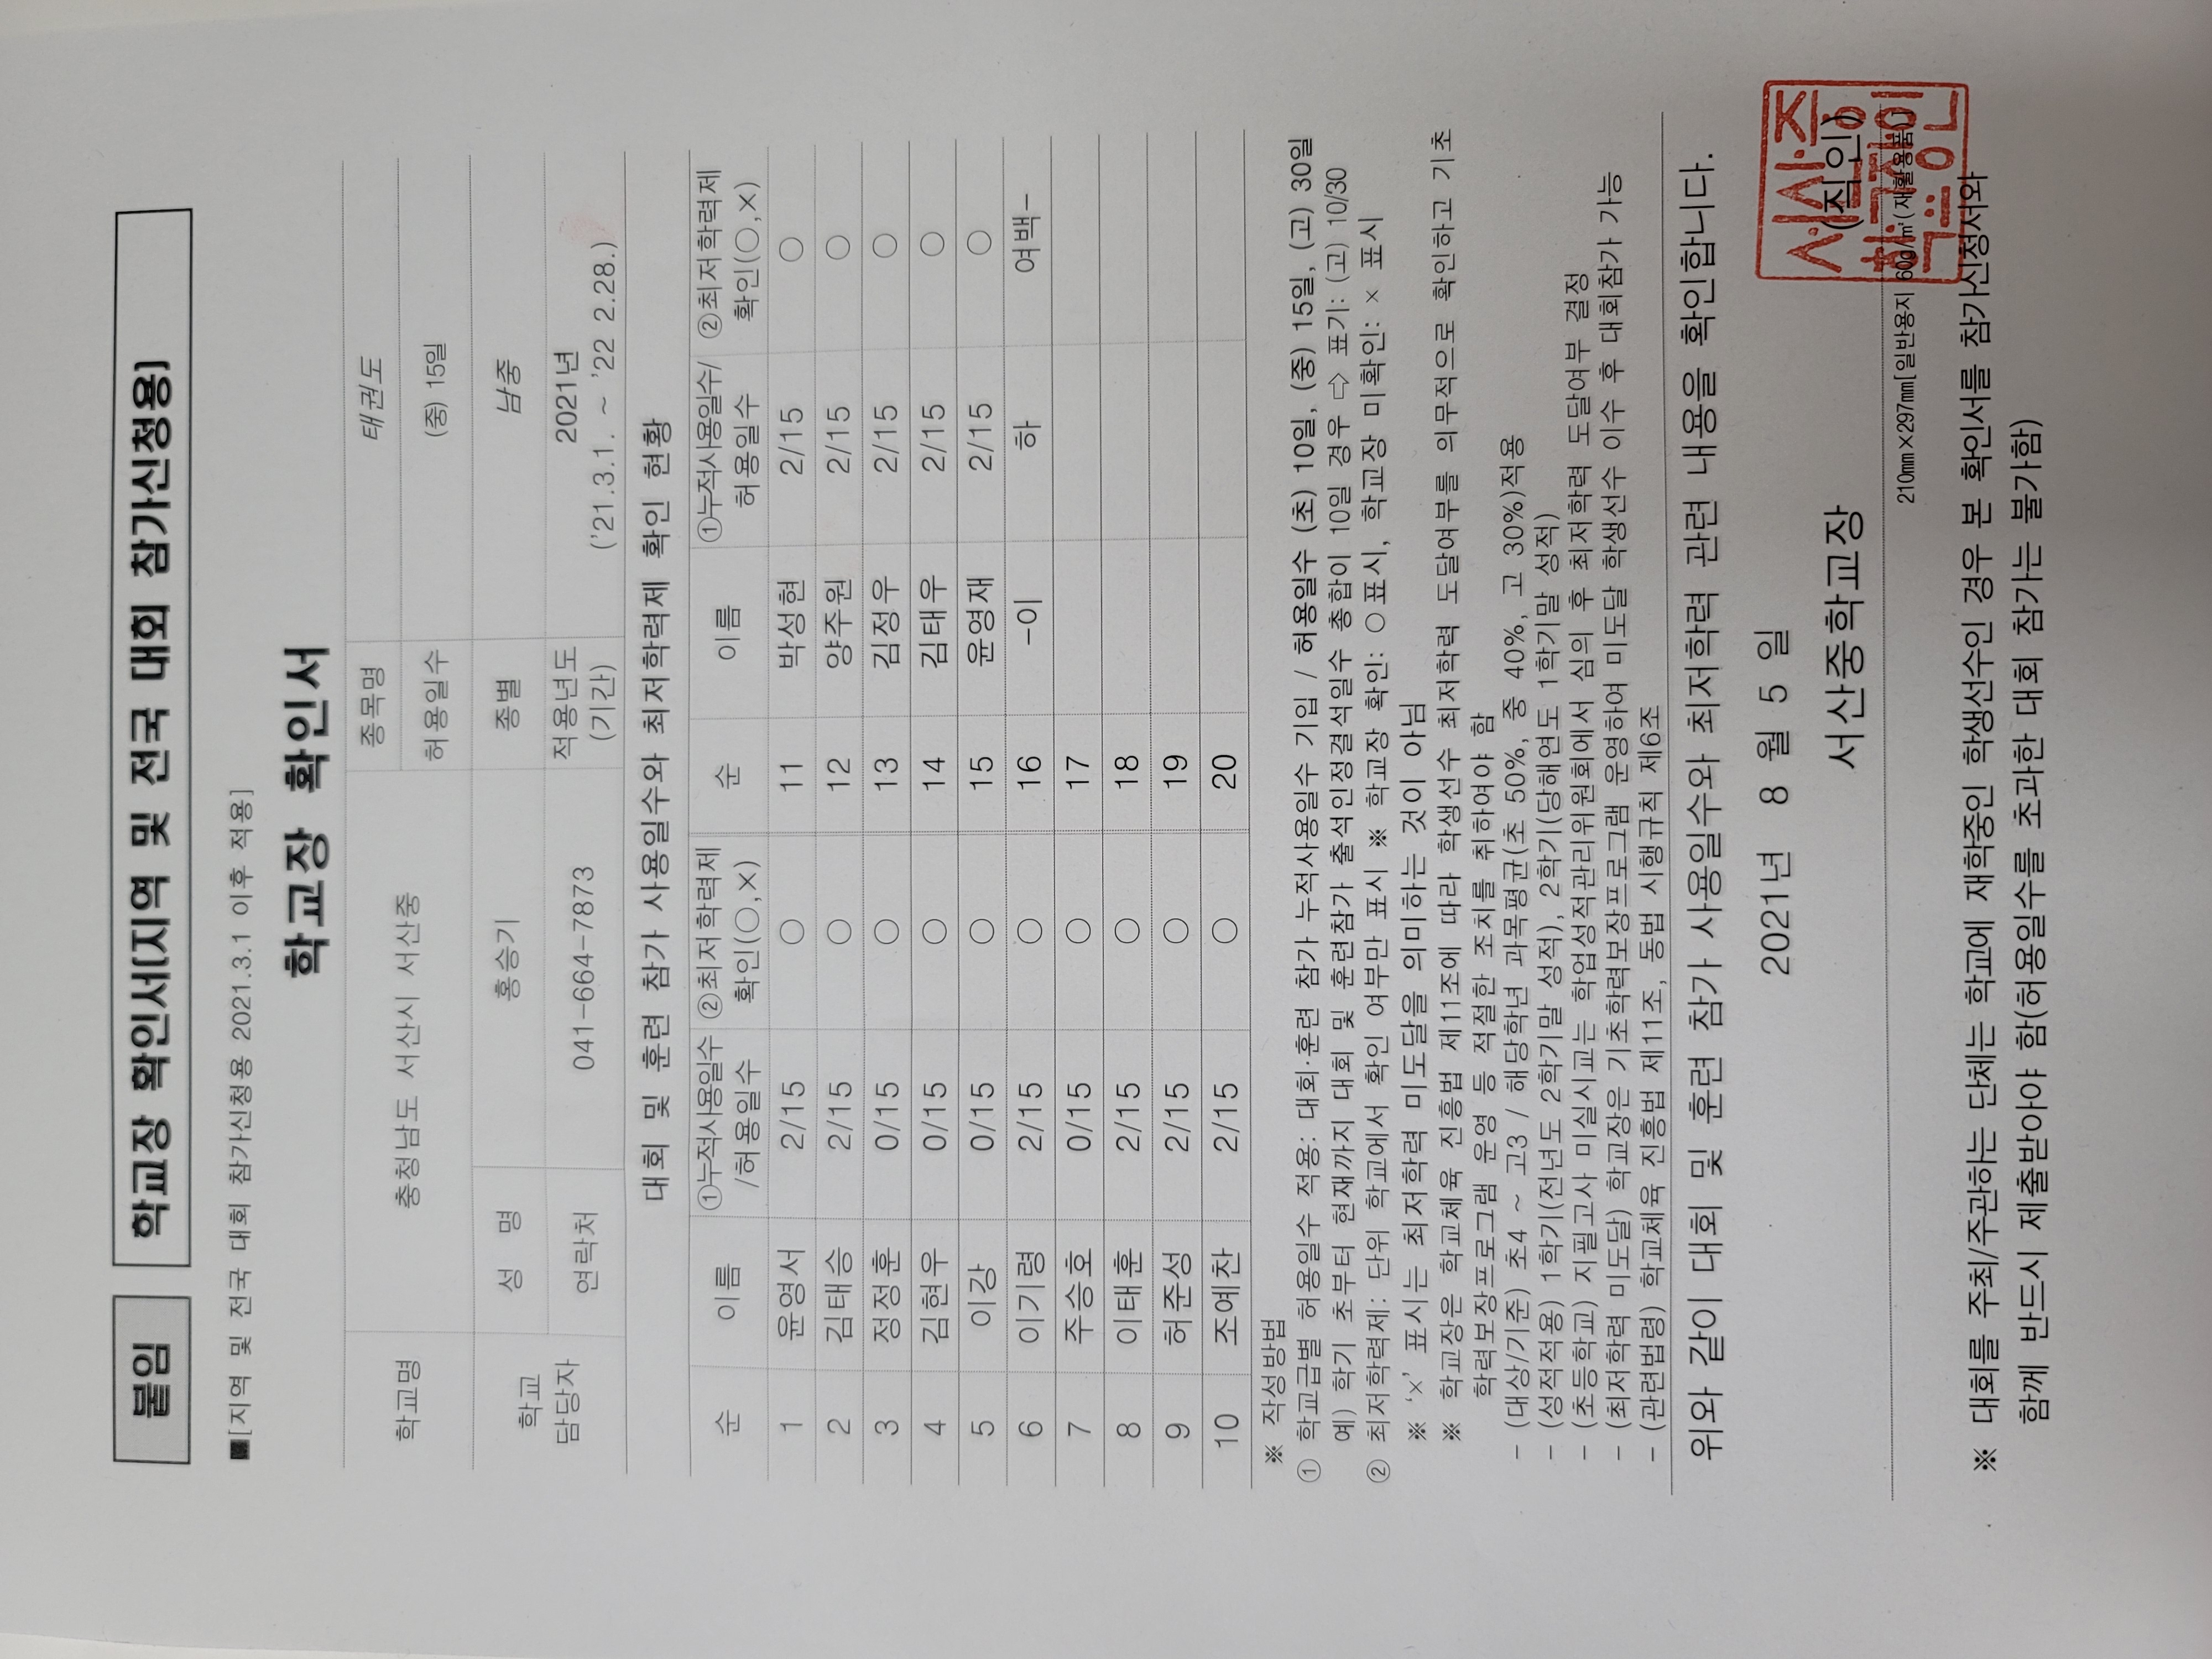 붙임
학교장 확인서(지역 및 전국 대회 참가신청용)
■[지역 및 전국 대회 참가신청용 2021.3.1 이후 적용]
학교장 확인서
학교명 충청남도 서산시 서산중 종목명 태권도
허용일수 (중) 15일
학교 담당자 성 명 홍승기 종별 남중
연락처 041-664-7873 적용년도 (기간) 2021년 ('21.3.1. ~ '22 2.28.)
대회 및 훈련 참가 사용일수와 최저학력제 확인 현황
순 이름 ①누적사용일수/허용일수 ②최저학력제 확인(○,×) 순 이름 ①누적사용일수/허용일수 ②최저학력제 확인(○,×)
1 윤영서 2/15 ○ 11 박성현 2/15 ○
2 김태승 2/15 ○ 12 양주원 2/15 ○
3 정정훈 0/15 ○ 13 김정우 2/15 ○
4 김현우 0/15 ○ 14 김태우 2/15 ○
5 이강 0/15 ○ 15 윤영재 2/15 ○
6 이기령 2/15 ○ 16 -이 하 여백-
7 주승호 0/15 ○ 17
8 이태훈 2/15 ○ 18
9 허준성 2/15 ○ 19
10 조예찬 2/15 ○ 20
※ 작성방법
① 학교급별 허용일수 적용: 대회·훈련 참가 누적사용일수 기입 / 허용일수 (초) 10일, (중) 15일, (고) 30일
예) 학기 초부터 현재까지 대회 및 훈련참가 출석인정결석일수 총합이 10일 경우 ⇨ 표기: (고) 10/30
② 최저학력제: 단위 학교에서 확인 여부만 표시 ※ 학교장 확인: ○표시, 학교장 미확인: × 표시
※ '×' 표시는 최저학력 미도달을 의미하는 것이 아님
※ 학교장은 학교체육 진흥법 제11조에 따라 학생선수 최저학력 도달여부를 의무적으로 확인하고 기초
학력보장프로그램 운영 등 적절한 조치를 취하여야 함
- (대상/기준) 초4 ~ 고3 / 해당학년 과목평균(초 50%, 중 40%, 고 30%)적용
- (성적적용) 1학기(전년도 2학기말 성적), 2학기(당해연도 1학기말 성적)
- (초등학교) 지필고사 미실시교는 학업성적관리위원회에서 심의 후 최저학력 도달여부 결정
- (최저학력 미도달) 학교장은 기초학력보장프로그램 운영하여 미도달 학생선수 이수 후 대회참가 가능
- (관련법령) 학교체육 진흥법 제11조, 동법 시행규칙 제6조
위와 같이 대회 및 훈련 참가 사용일수와 최저학력 관련 내용을 확인합니다.
2021년 8 월 5 일
서산중학교장 (직인)
210㎜×297㎜[일반용지 60g/㎡(재활용품)]
※ 대회를 주최/주관하는 단체는 학교에 재학중인 학생선수인 경우 본 확인서를 참가신청서와
함께 반드시 제출받아야 함(허용일수를 초과한 대회 참가는 불가함)